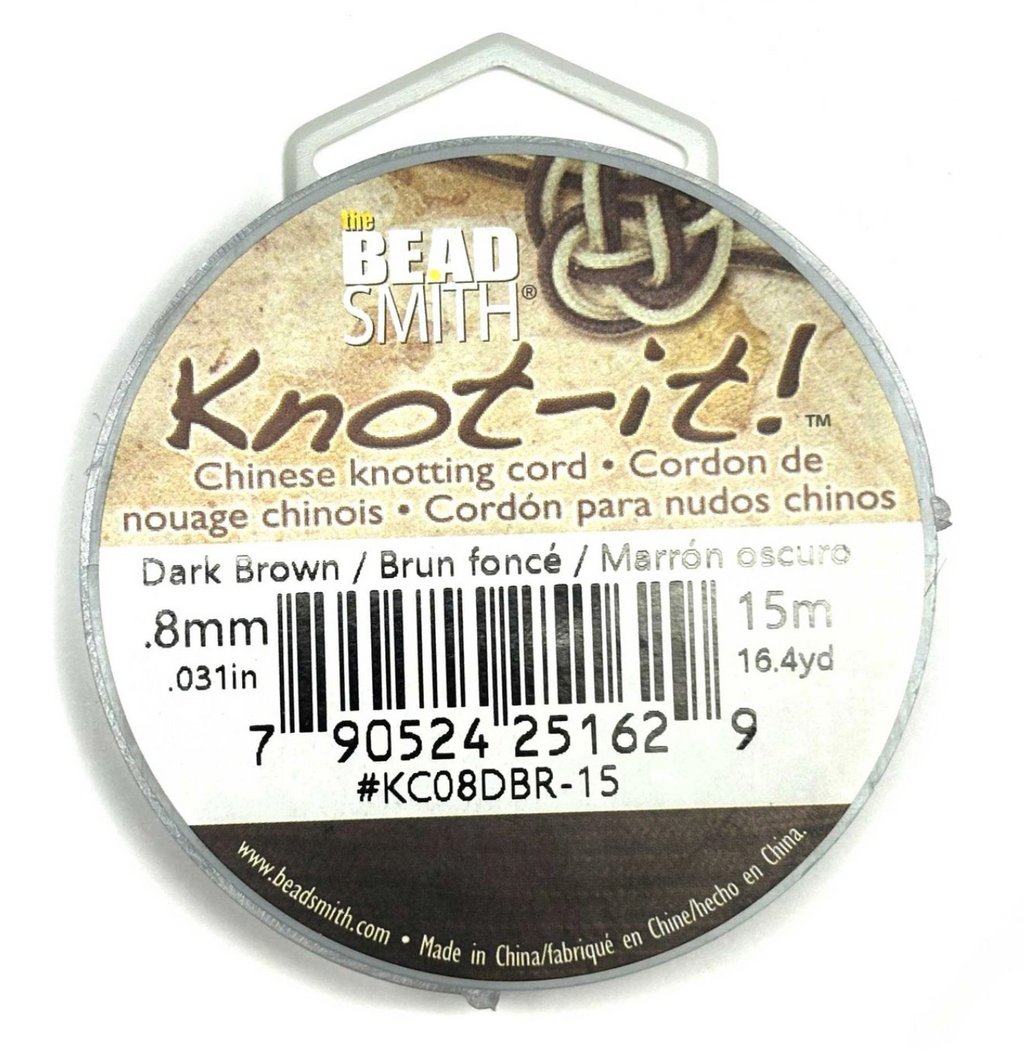 the
BEAD
SMITH®
Knot-it!™
Chinese knotting cord • Cordon de
nouage chinois • Cordón para nudos chinos
Dark Brown / Brun foncé / Marrón oscuro
.8mm
.031in
15m
16.4yd
7 90524 25162 9
#KC08DBR-15
www.beadsmith.com • Made in China/fabriqué en Chine/hecho en China.